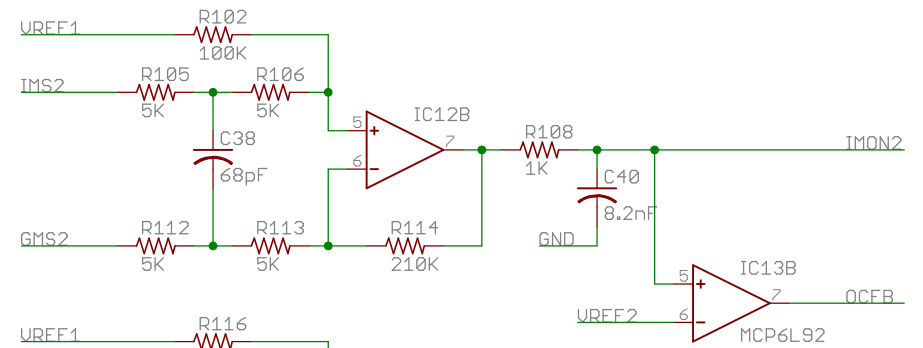 R102
VREF1
100K
R105
R106
IMS2
5K
5K
IC12B
5
+
7
6
-
C38
68pF
R108
1K
IMON2
C40
8.2nF
GND
R112
R113
R114
GMS2
5K
5K
210K
IC13B
5
+
7
OCFB
VREF2
6
-
MCP6L92
R116
VREF1